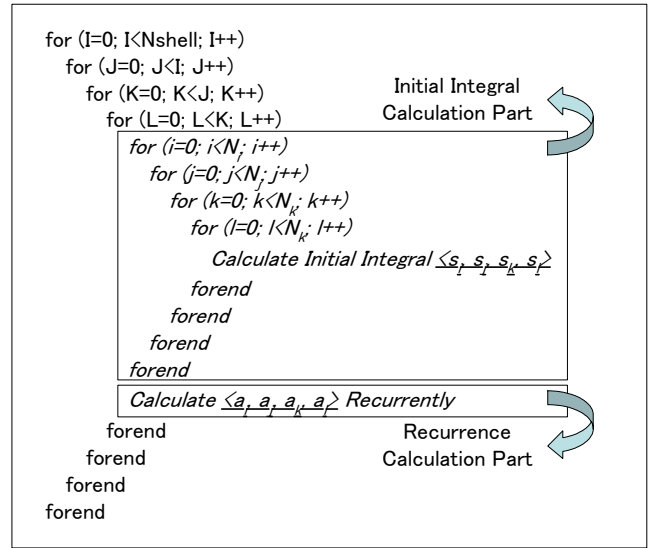 for (I=0; I<Nshell; I++)
for (J=0; J<I; J++)
for (K=0; K<J; K++)
Initial Integral
Calculation Part
for (L=0; L<K; L++)
for (i=0; i<Ni; i++)
for (j=0; j<Nj; j++)
for (k=0; k<Nk; k++)
for (l=0; l<Nk; l++)
Calculate Initial Integral <si, sj, sk, sl>
forend
forend
forend
forend
Calculate <ai, aj, ak, al> Recurrently
forend
forend
forend
forend
Recurrence
Calculation Part